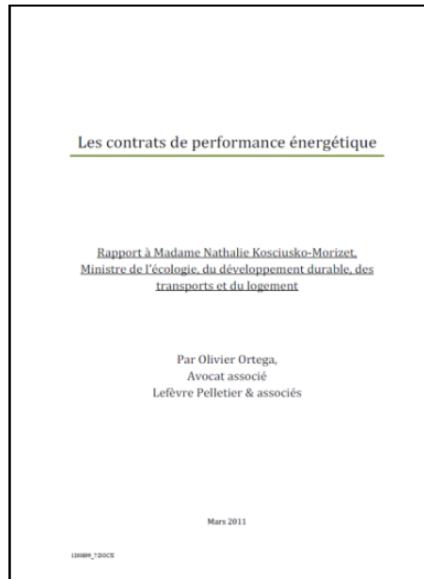 Les contrats de performance énergétique
Rapport à Madame Nathalie Kosciusko-Morizet,
Ministre de l'écologie, du développement durable, des
transports et du logement
Par Olivier Ortega,
Avocat associé
Lefèvre Pelletier & associés
Mars 2011